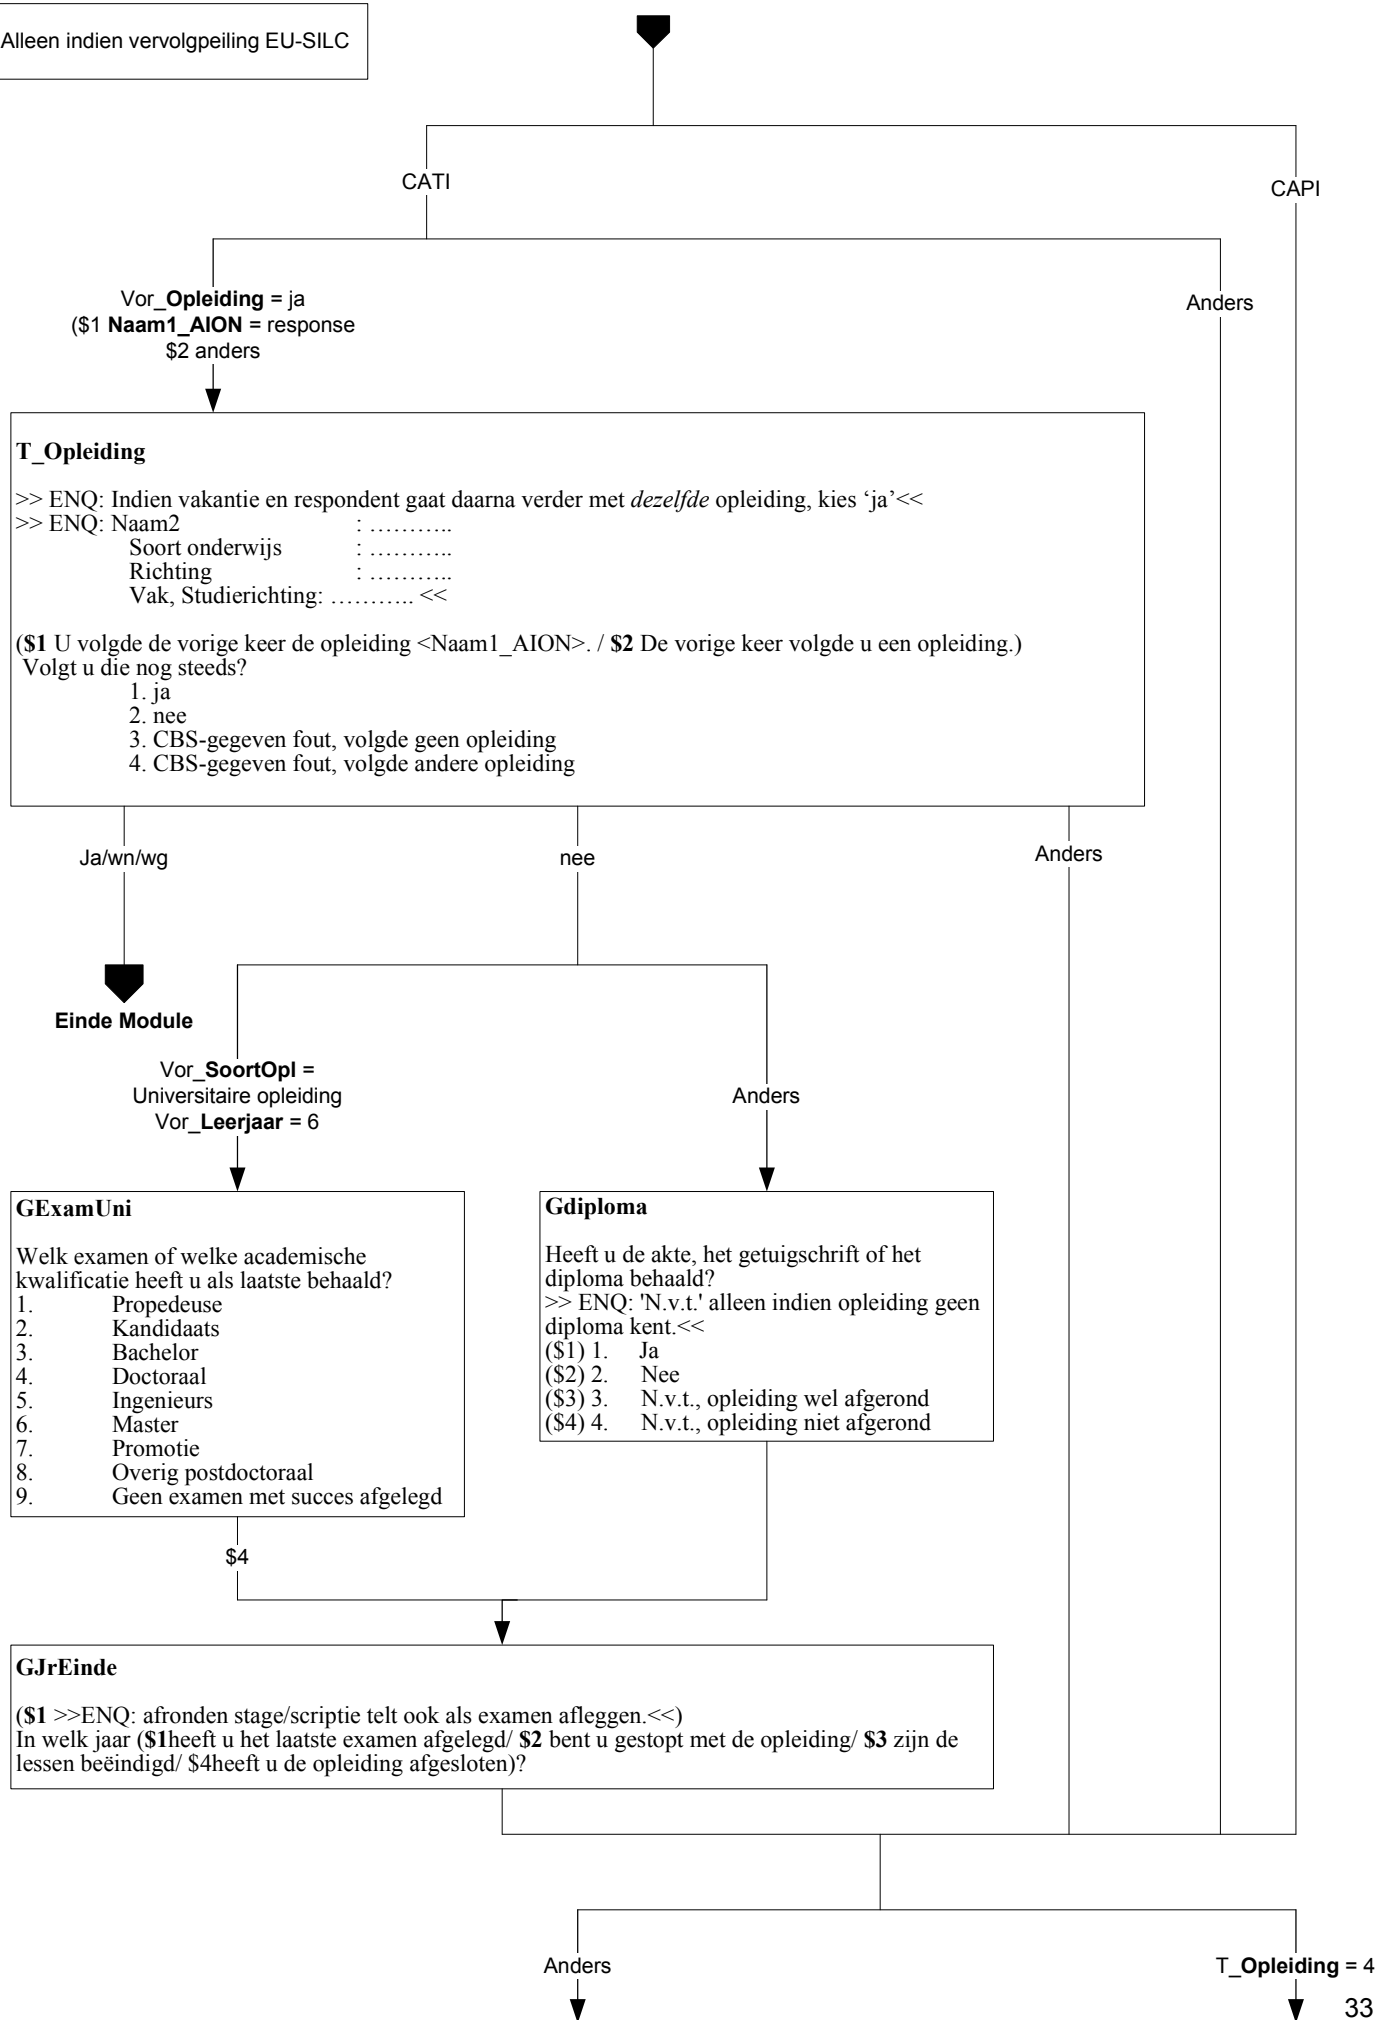 Alleen indien vervolgpeiling EU-SILC
CATI
CAPI
Vor_Opleiding = ja
($1 Naam1_AION = response
$2 anders
Anders
T_Opleiding
>> ENQ: Indien vakantie en respondent gaat daarna verder met dezelfde opleiding, kies ‘ja’<<
>> ENQ: Naam2 : ………..
Soort onderwijs : ………..
Richting : ………..
Vak, Studierichting: ……….. <<
($1 U volgde de vorige keer de opleiding <Naam1_AION>. / $2 De vorige keer volgde u een opleiding.)
Volgt u die nog steeds?
1. ja
2. nee
3. CBS-gegeven fout, volgde geen opleiding
4. CBS-gegeven fout, volgde andere opleiding
Ja/wn/wg
nee
Anders
Einde Module
Vor_SoortOpl =
Universitaire opleiding
Vor_Leerjaar = 6
Anders
GExamUni
Welk examen of welke academische
kwalificatie heeft u als laatste behaald?
1. Propedeuse
2. Kandidaats
3. Bachelor
4. Doctoraal
5. Ingenieurs
6. Master
7. Promotie
8. Overig postdoctoraal
9. Geen examen met succes afgelegd
Gdiploma
Heeft u de akte, het getuigschrift of het
diploma behaald?
>> ENQ: 'N.v.t.' alleen indien opleiding geen
diploma kent.<<
($1) 1. Ja
($2) 2. Nee
($3) 3. N.v.t., opleiding wel afgerond
($4) 4. N.v.t., opleiding niet afgerond
$4
GJrEinde
($1 >>ENQ: afronden stage/scriptie telt ook als examen afleggen.<<)
In welk jaar ($1heeft u het laatste examen afgelegd/ $2 bent u gestopt met de opleiding/ $3 zijn de
lessen beëindigd/ $4heeft u de opleiding afgesloten)?
Anders
T_Opleiding = 4
33